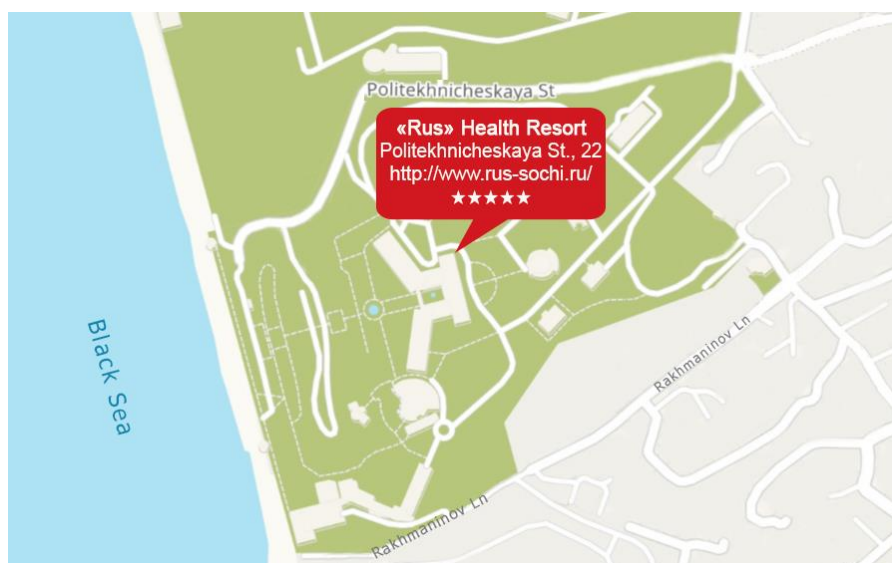 Politekhnicheskaya St
«Rus» Health Resort
Politekhnicheskaya St., 22
http://www.rus-sochi.ru/
★★★★★
Black Sea
Rakhmaninov Ln
Rakhmaninov Ln